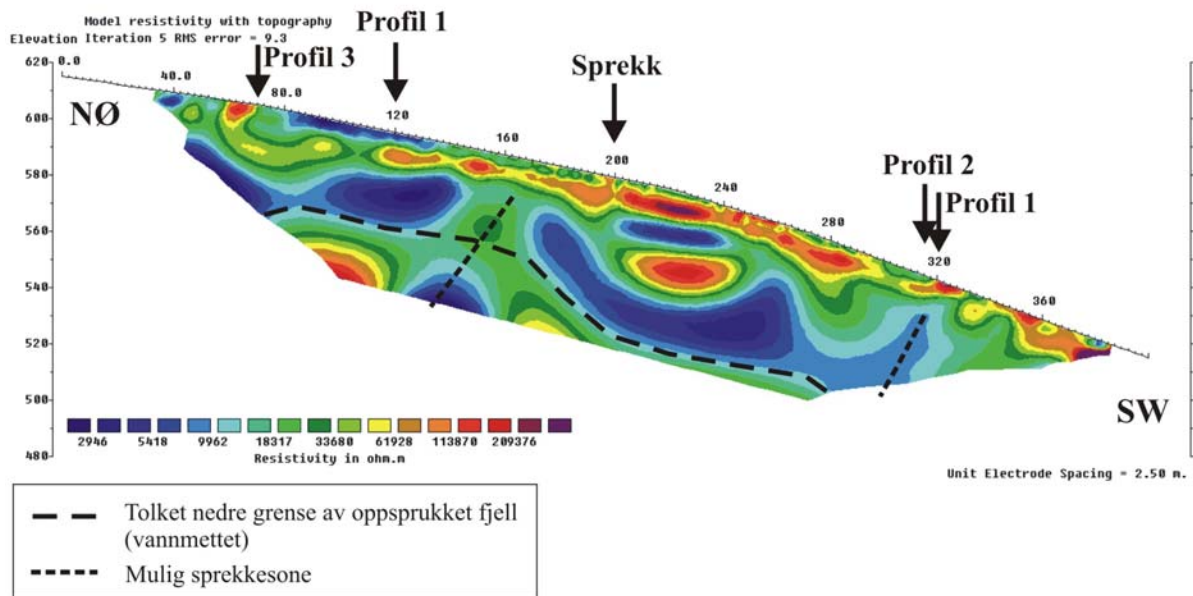 Model resistivity with topography
Elevation Iteration 5 RMS error = 9.3
Profil 1
Profil 3
Sprekk
Profil 2
Profil 1
NØ
SW
0.0
40.0
80.0
120
160
200
240
280
320
360
620
600
580
560
540
520
500
480
2946 5418 9962 18317 33680 61928 113870 209376
Resistivity in ohm.m
Unit Electrode Spacing = 2.50 m.
Tolket nedre grense av oppsprukket fjell
(vannmettet)
Mulig sprekkesone